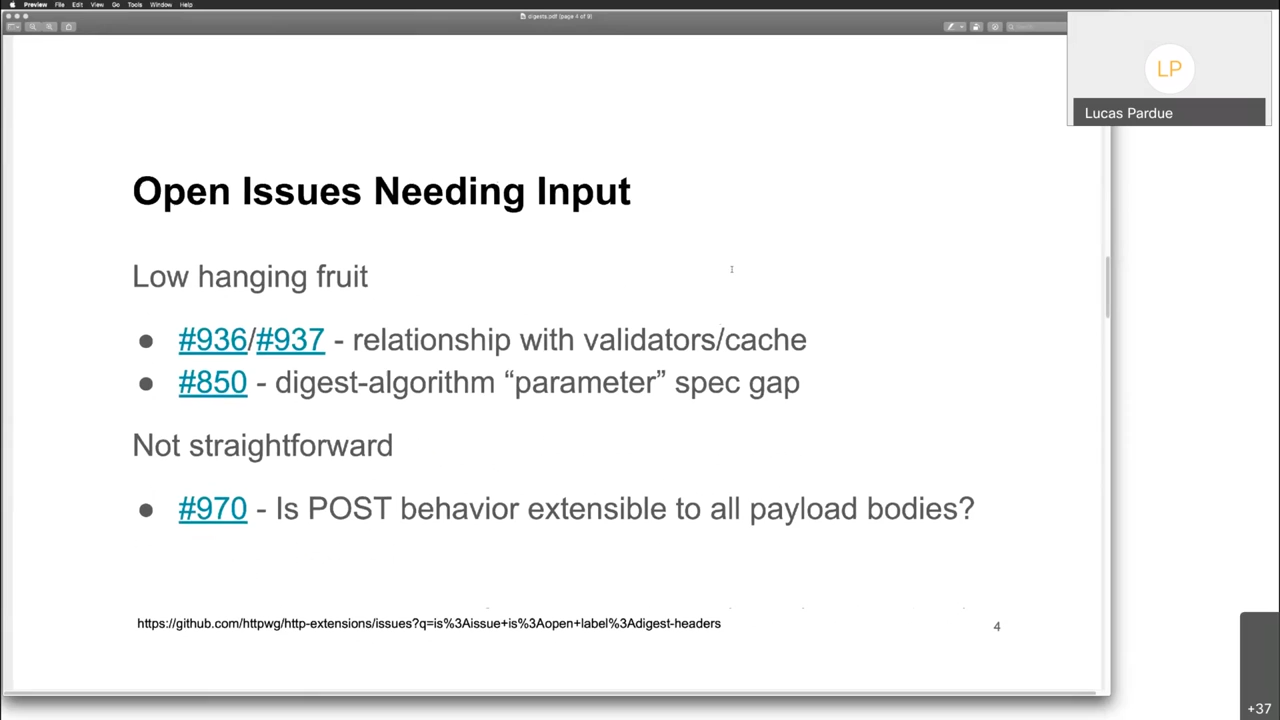 Preview File Edit View Go Tools Window Help
digests.pdf (page 4 of 9)
Search
LP
Lucas Pardue
Open Issues Needing Input
Low hanging fruit
● #936/#937 - relationship with validators/cache
● #850 - digest-algorithm “parameter” spec gap
Not straightforward
● #970 - Is POST behavior extensible to all payload bodies?
https://github.com/httpwg/http-extensions/issues?q=is%3Aissue+is%3Aopen+label%3Adigest-headers
4
+37